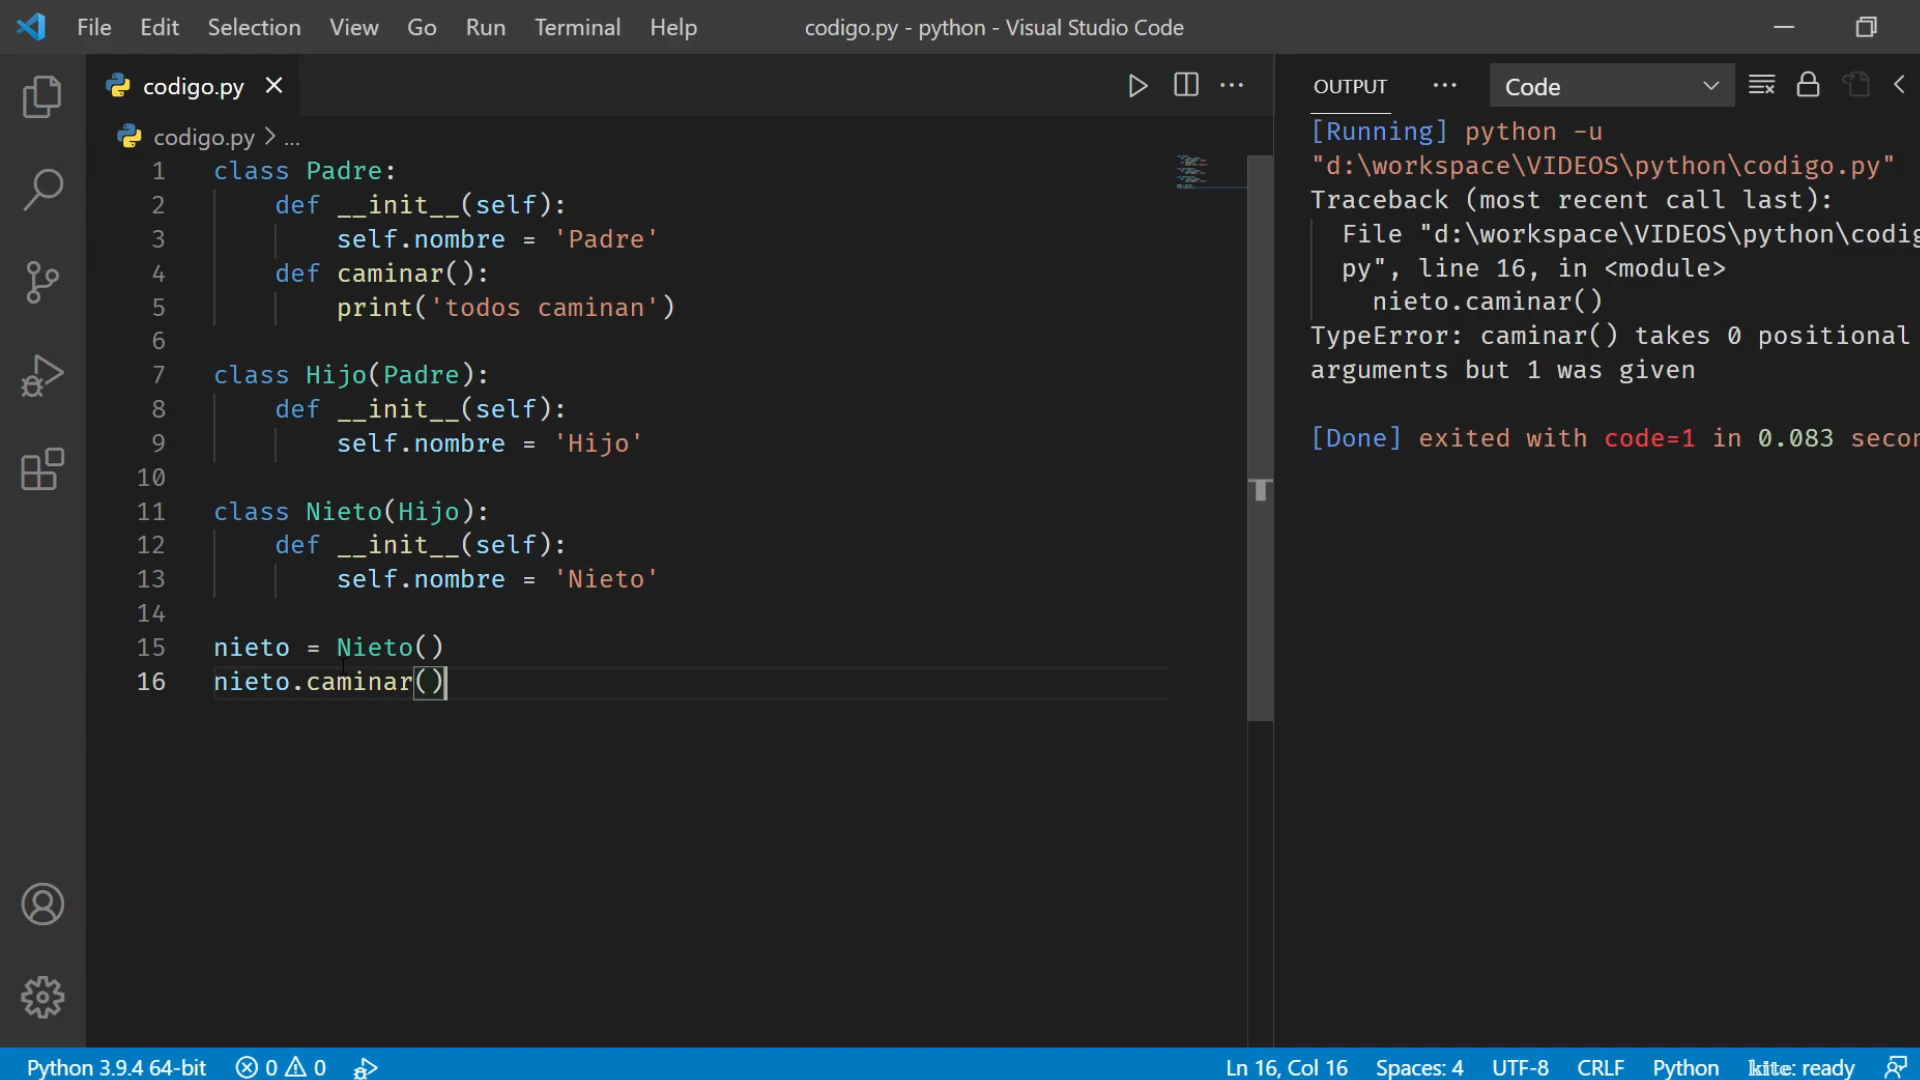 File Edit Selection View Go Run Terminal Help codigo.py - python - Visual Studio Code
codigo.py
OUTPUT Code
codigo.py > ...
1 class Padre:
2 def __init__(self):
3 self.nombre = 'Padre'
4 def caminar():
5 print('todos caminan')
6
7 class Hijo(Padre):
8 def __init__(self):
9 self.nombre = 'Hijo'
10
11 class Nieto(Hijo):
12 def __init__(self):
13 self.nombre = 'Nieto'
14
15 nieto = Nieto()
16 nieto.caminar()
[Running] python -u
"d:\workspace\VIDEOS\python\codigo.py"
Traceback (most recent call last):
File "d:\workspace\VIDEOS\python\codig
py", line 16, in <module>
nieto.caminar()
TypeError: caminar() takes 0 positional
arguments but 1 was given
[Done] exited with code=1 in 0.083 secon
Python 3.9.4 64-bit 0 0 Ln 16, Col 16 Spaces: 4 UTF-8 CRLF Python kite: ready